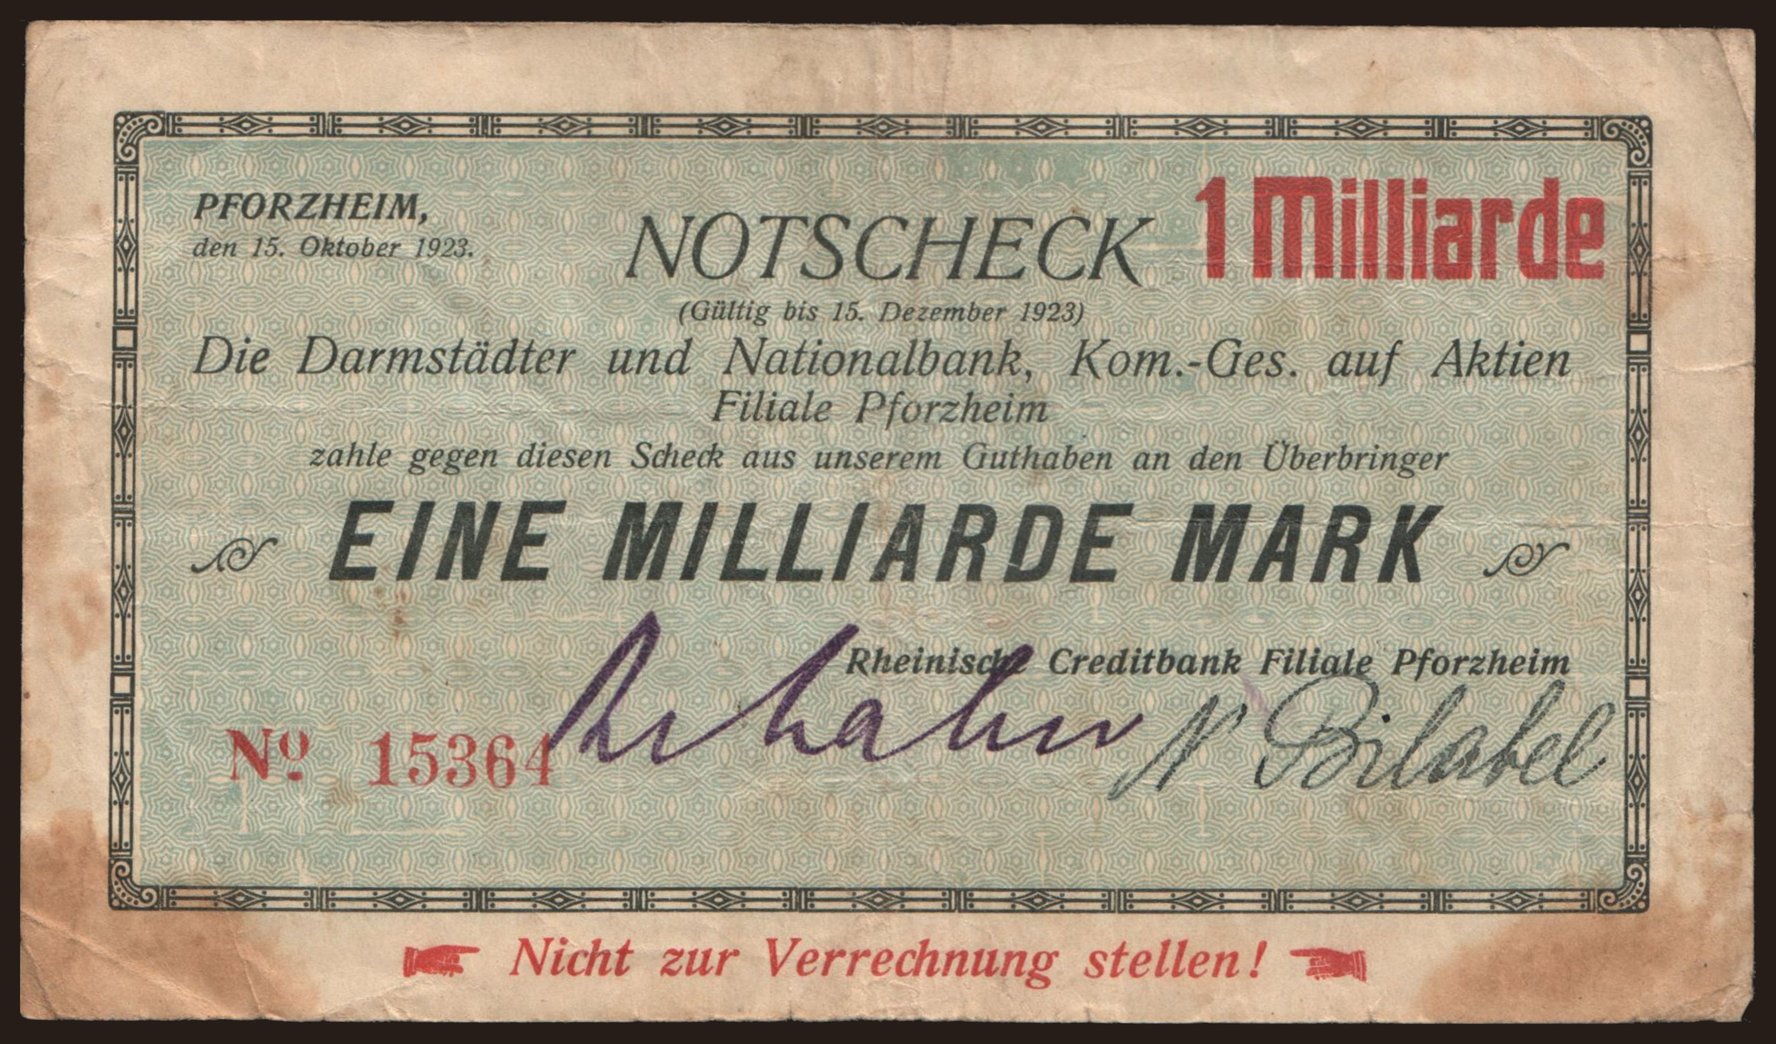 PFORZHEIM,
den 15. Oktober 1923.
NOTSCHECK
1 Milliarde
(Gültig bis 15. Dezember 1923)
Die Darmstädter und Nationalbank, Kom.-Ges. auf Aktien
Filiale Pforzheim
zahle gegen diesen Scheck aus unserem Guthaben an den Überbringer
EINE MILLIARDE MARK
Rheinische Creditbank Filiale Pforzheim
No 15364
Bilabel
Nicht zur Verrechnung stellen!